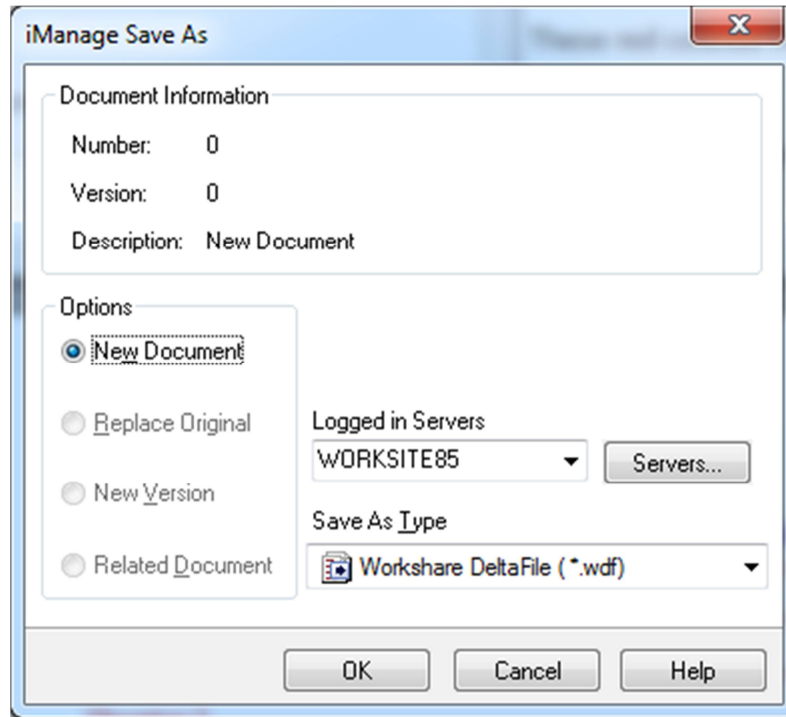 iManage Save As
Document Information
Number: 0
Version: 0
Description: New Document
Options
New Document
Replace Original
New Version
Related Document
Logged in Servers
WORKSITE85
Servers...
Save As Type
Workshare DeltaFile ( *.wdf)
OK Cancel Help